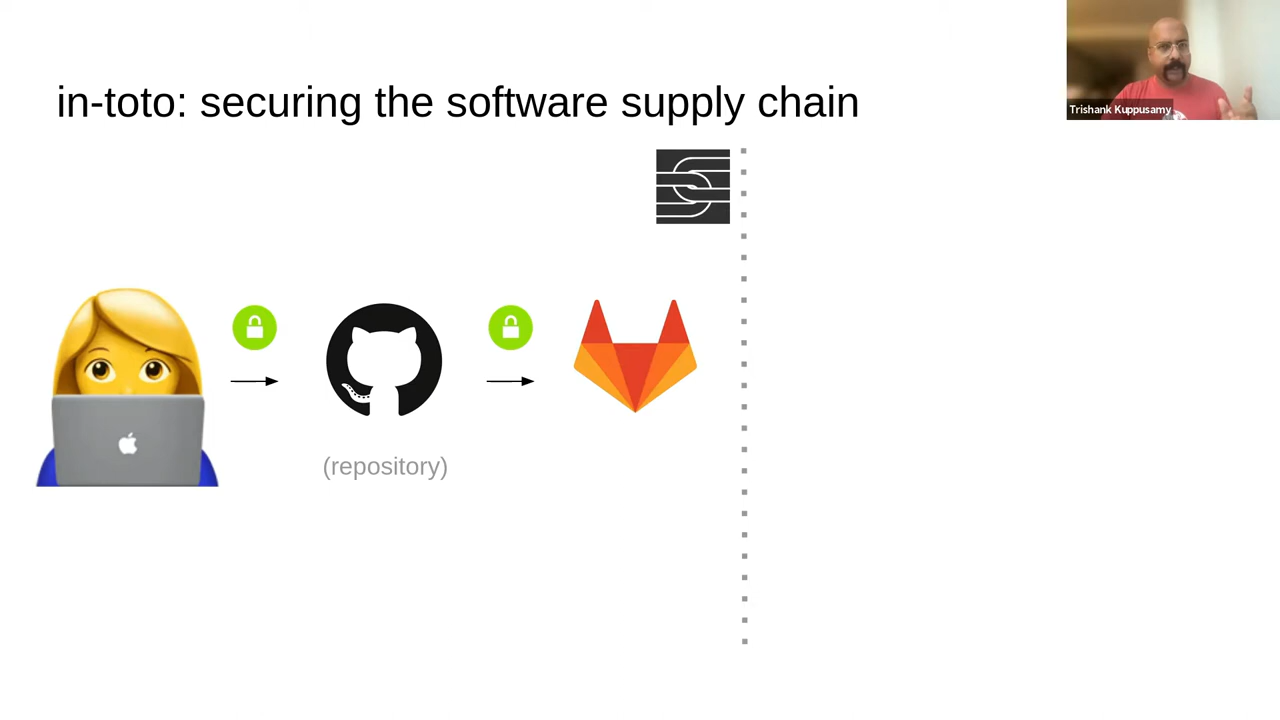 in-toto: securing the software supply chain
Trishank Kuppusamy
(repository)